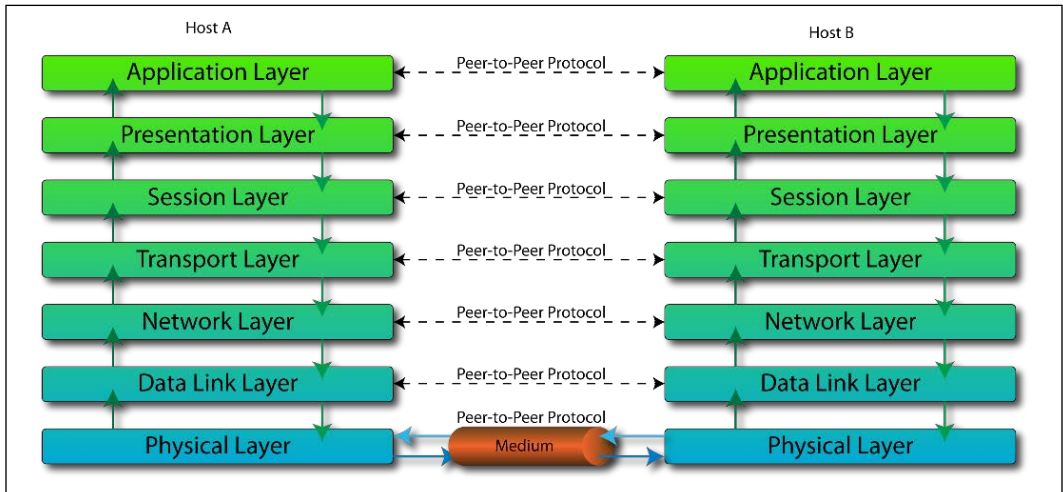 Host A
Host B
Application Layer
Peer-to-Peer Protocol
Application Layer
Presentation Layer
Peer-to-Peer Protocol
Presentation Layer
Session Layer
Peer-to-Peer Protocol
Session Layer
Transport Layer
Peer-to-Peer Protocol
Transport Layer
Network Layer
Peer-to-Peer Protocol
Network Layer
Data Link Layer
Peer-to-Peer Protocol
Data Link Layer
Peer-to-Peer Protocol
Physical Layer
Medium
Physical Layer